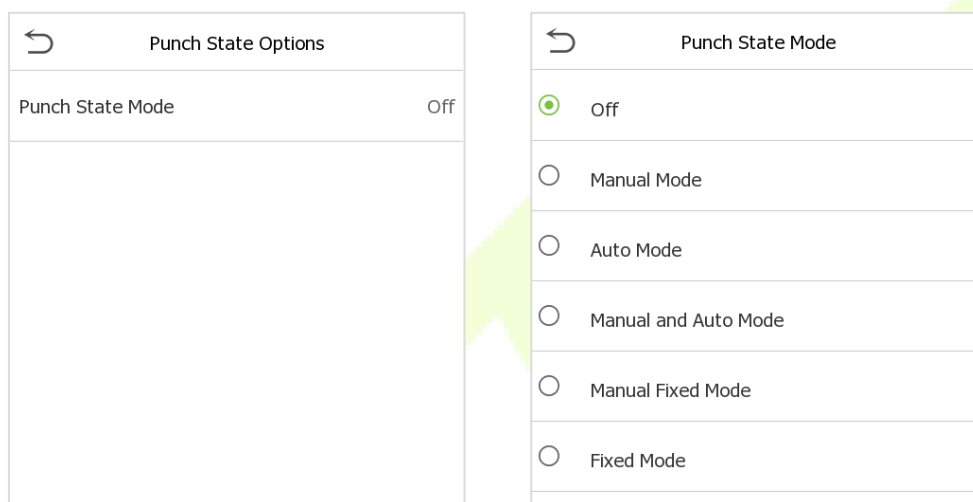 Punch State Options
Punch State Mode Off
Punch State Mode
Off
Manual Mode
Auto Mode
Manual and Auto Mode
Manual Fixed Mode
Fixed Mode